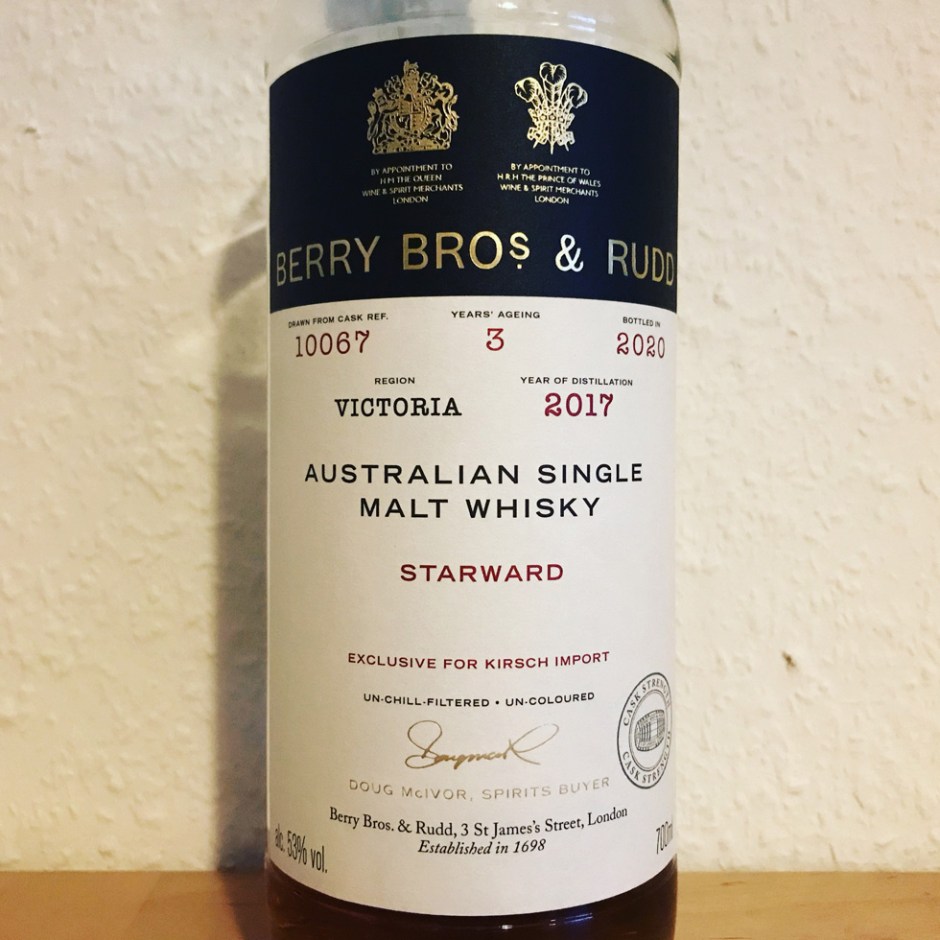 BY APPOINTMENT TO
H M THE QUEEN
WINE & SPIRIT MERCHANTS
LONDON
BY APPOINTMENT TO
H R H THE PRINCE OF WALES
WINE & SPIRIT MERCHANTS
LONDON
BERRY BROS. & RUDD
DRAWN FROM CASK REF.
10067
YEARS' AGEING
3
BOTTLED IN
2020
REGION
VICTORIA
YEAR OF DISTILLATION
2017
AUSTRALIAN SINGLE
MALT WHISKY
STARWARD
EXCLUSIVE FOR KIRSCH IMPORT
UN-CHILL-FILTERED • UN-COLOURED
CASK STRENGTH
CASK STRENGTH
DOUG McIVOR, SPIRITS BUYER
Berry Bros. & Rudd, 3 St James's Street, London
Established in 1698
alc. 53% vol.
700ml